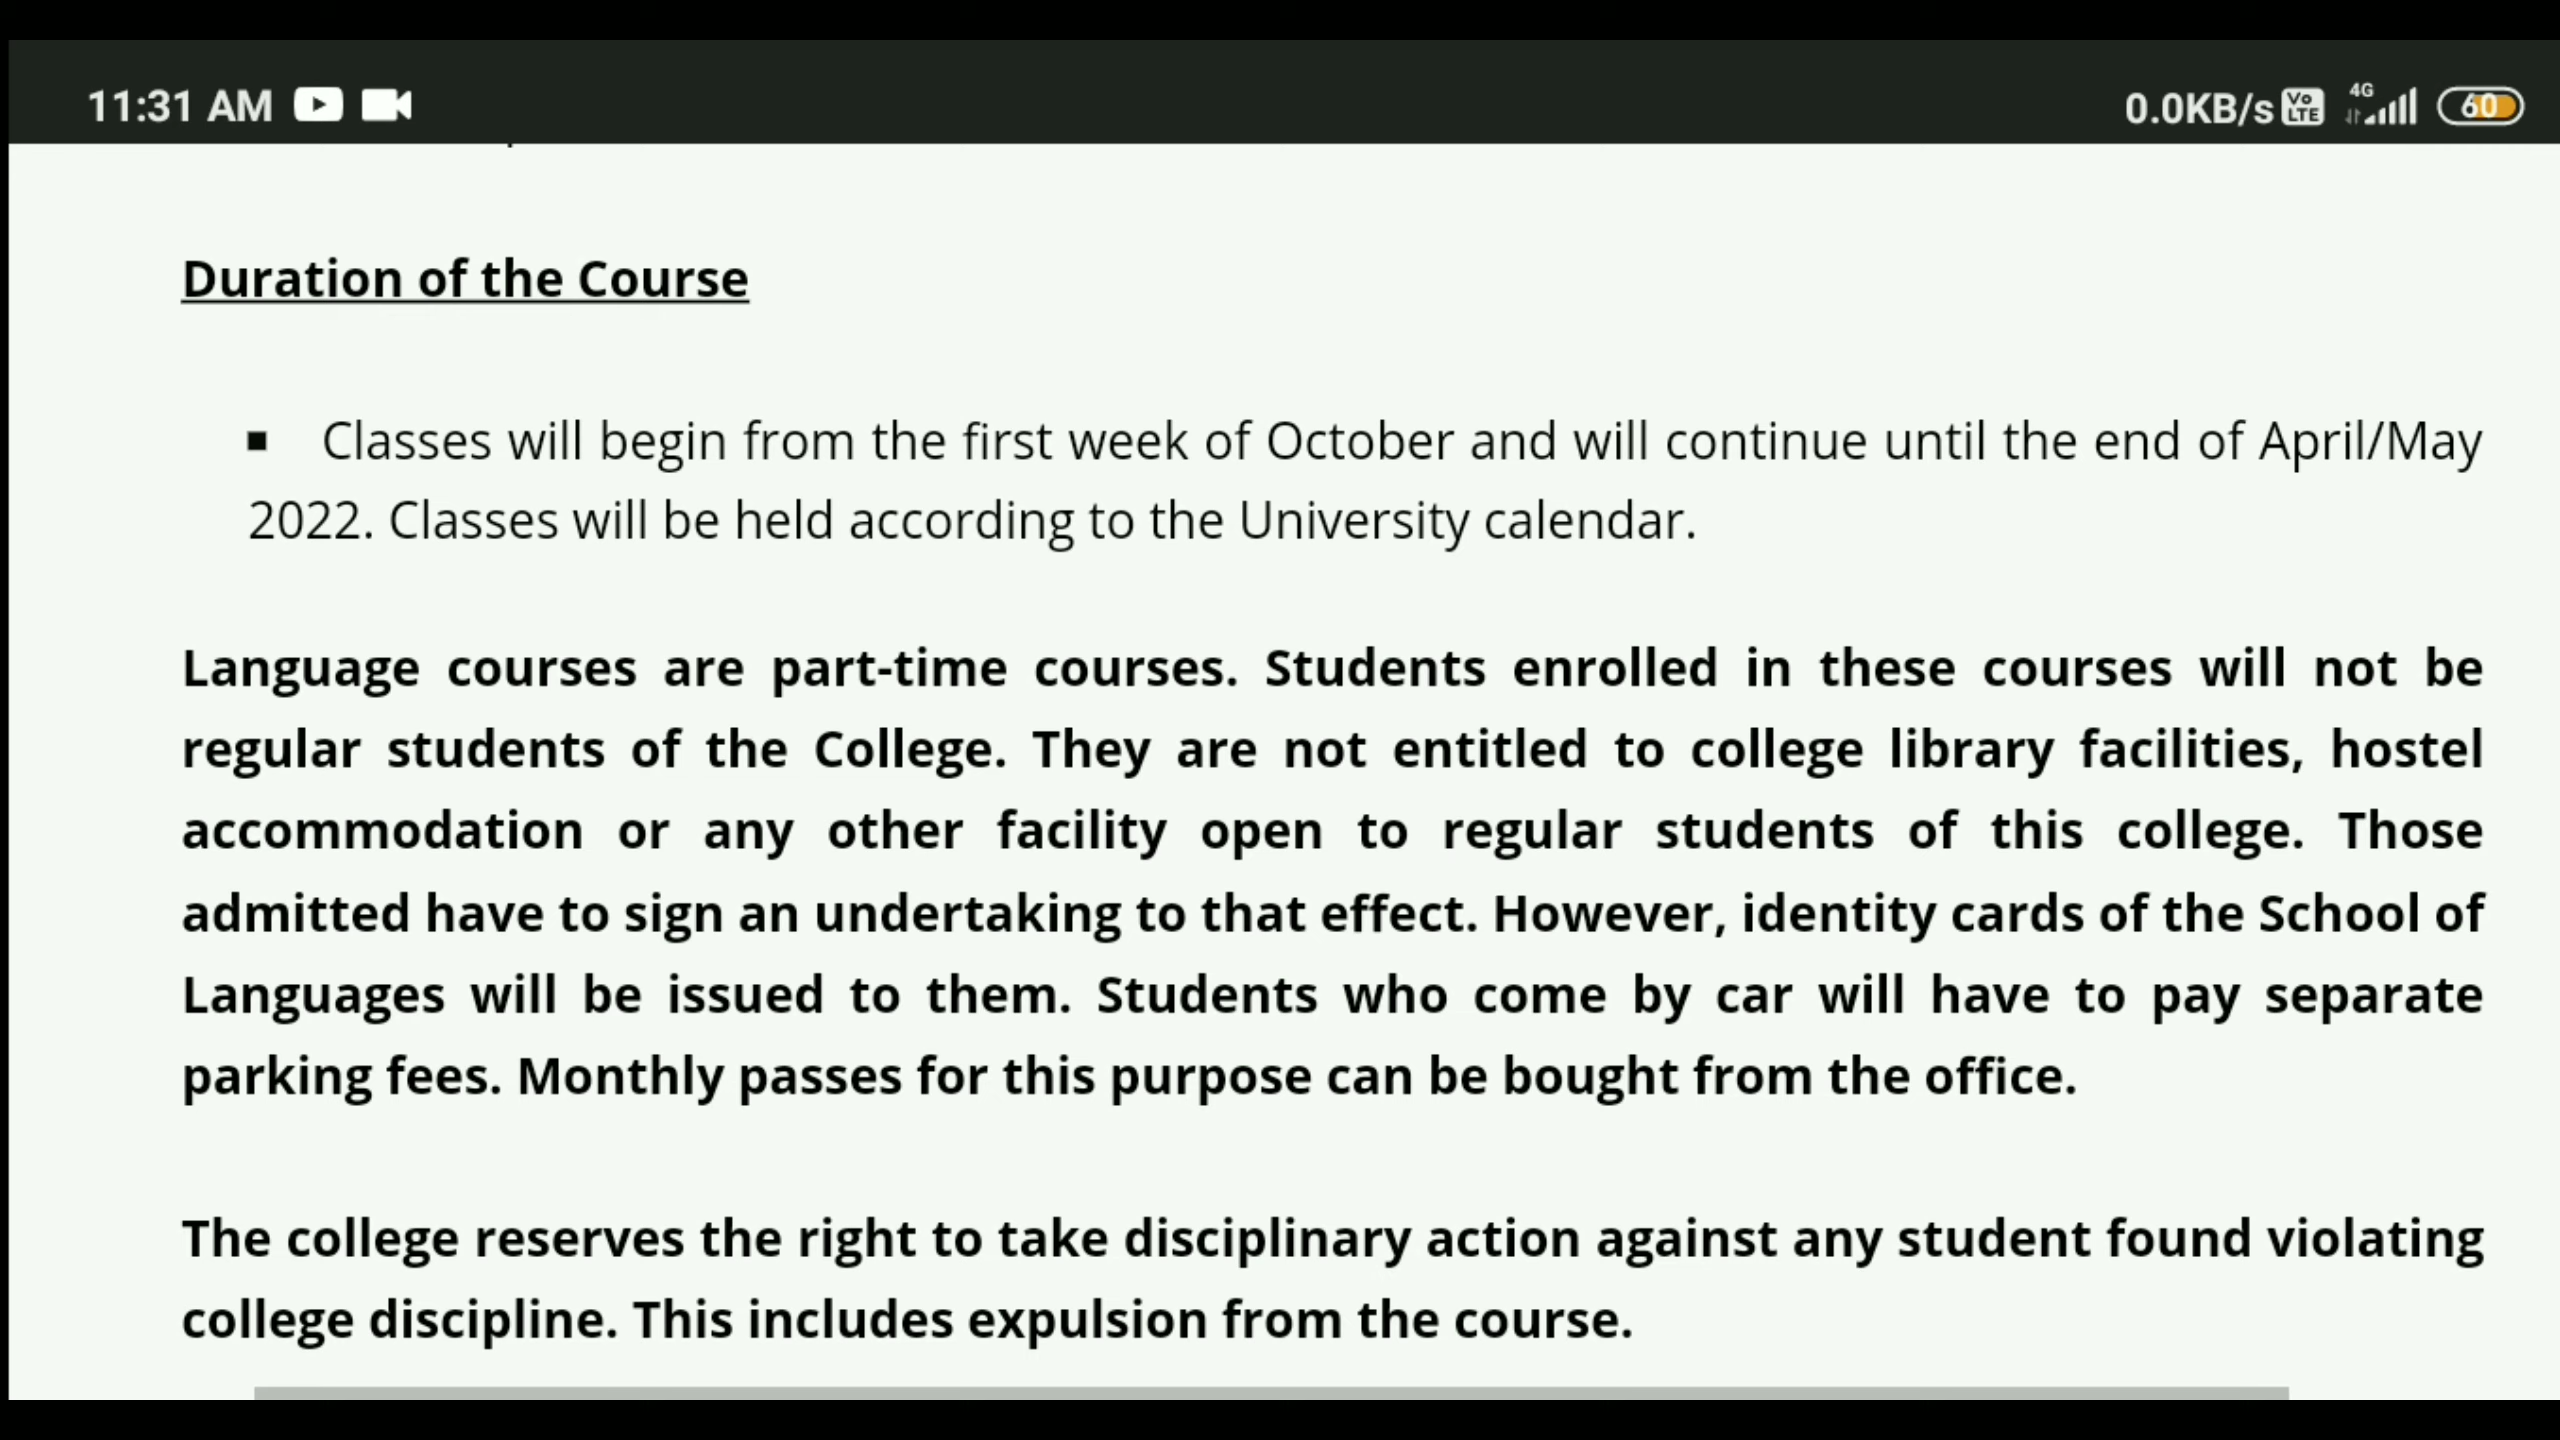 11:31 AM 0.0KB/s Vo LTE 4G 60
Duration of the Course
▪ Classes will begin from the first week of October and will continue until the end of April/May
2022. Classes will be held according to the University calendar.
Language courses are part-time courses. Students enrolled in these courses will not be
regular students of the College. They are not entitled to college library facilities, hostel
accommodation or any other facility open to regular students of this college. Those
admitted have to sign an undertaking to that effect. However, identity cards of the School of
Languages will be issued to them. Students who come by car will have to pay separate
parking fees. Monthly passes for this purpose can be bought from the office.
The college reserves the right to take disciplinary action against any student found violating
college discipline. This includes expulsion from the course.